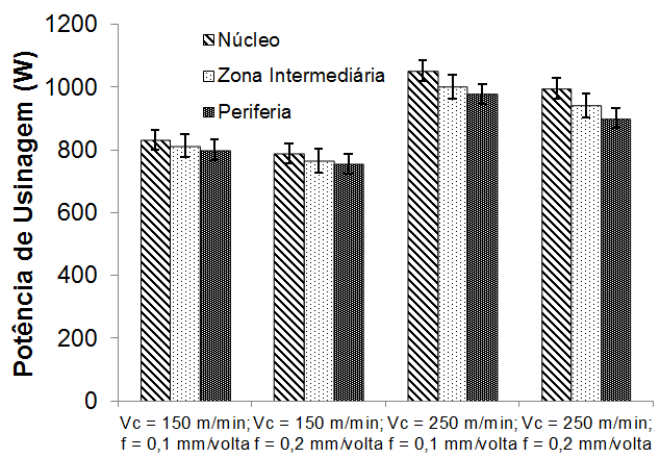 Potência de Usinagem (W)
1200
1000
800
600
400
200
0
Núcleo
Zona Intermediária
Periferia
Vc = 150 m/min; Vc = 150 m/min; Vc = 250 m/min; Vc = 250 m/min;
f = 0,1 mm/volta f = 0,2 mm/volta f = 0,1 mm/volta f = 0,2 mm/volta